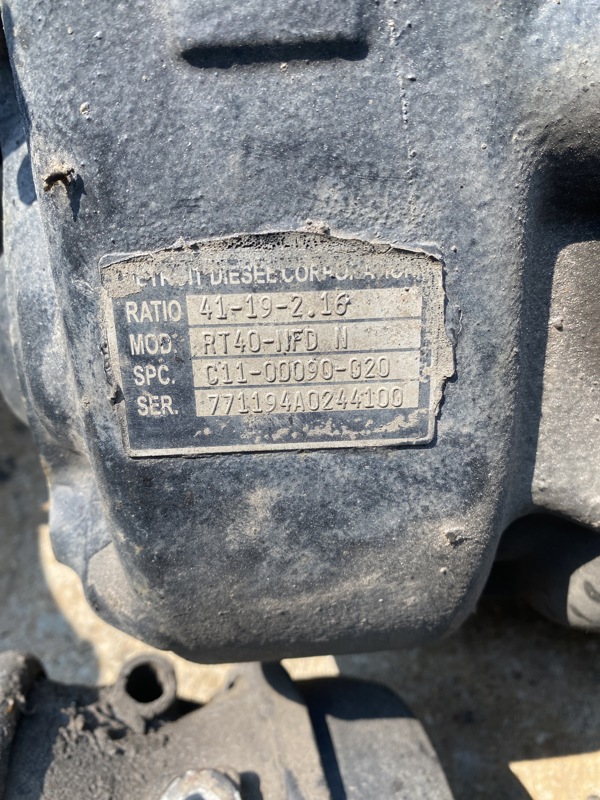 DIESEL CORPORATION
RATIO 41-19-2.16
MOD. RT40-NFD N
SPC. C11-00090-020
SER. 771194A0244100